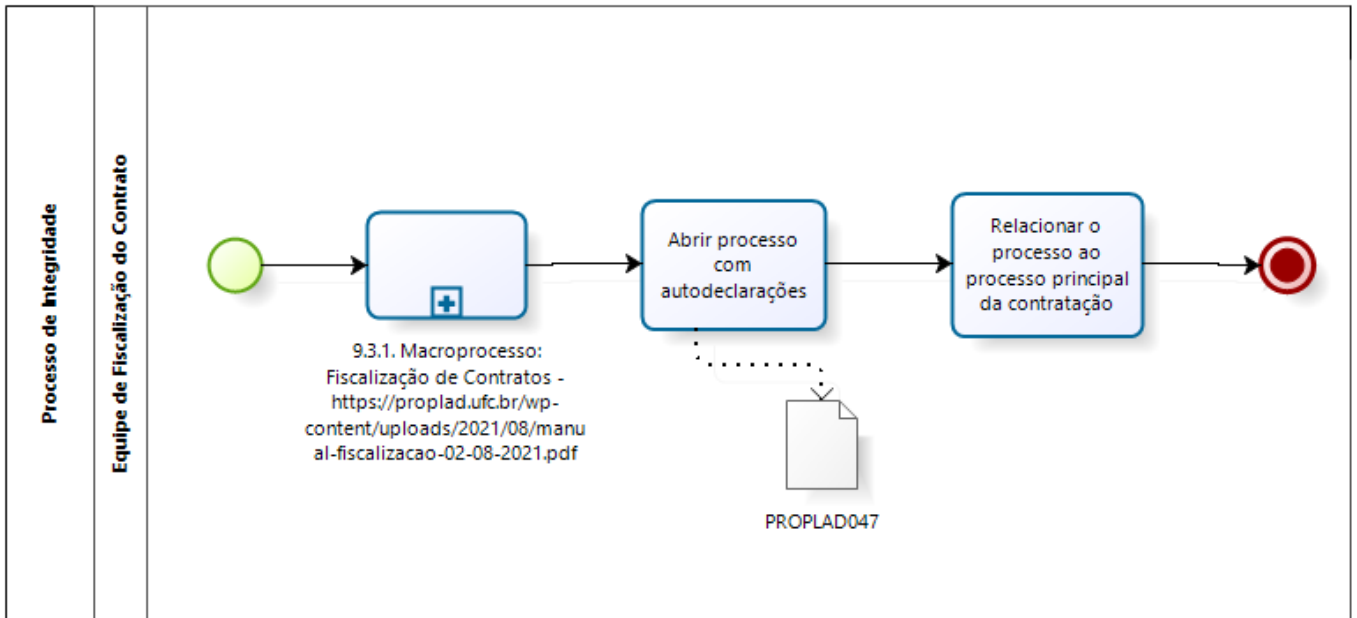 Processo de Integridade
Equipe de Fiscalização do Contrato
9.3.1. Macroprocesso:
Fiscalização de Contratos -
https://proplad.ufc.br/wp-
content/uploads/2021/08/manu
al-fiscalizacao-02-08-2021.pdf
Abrir processo
com
autodeclarações
PROPLAD047
Relacionar o
processo ao
processo principal
da contratação